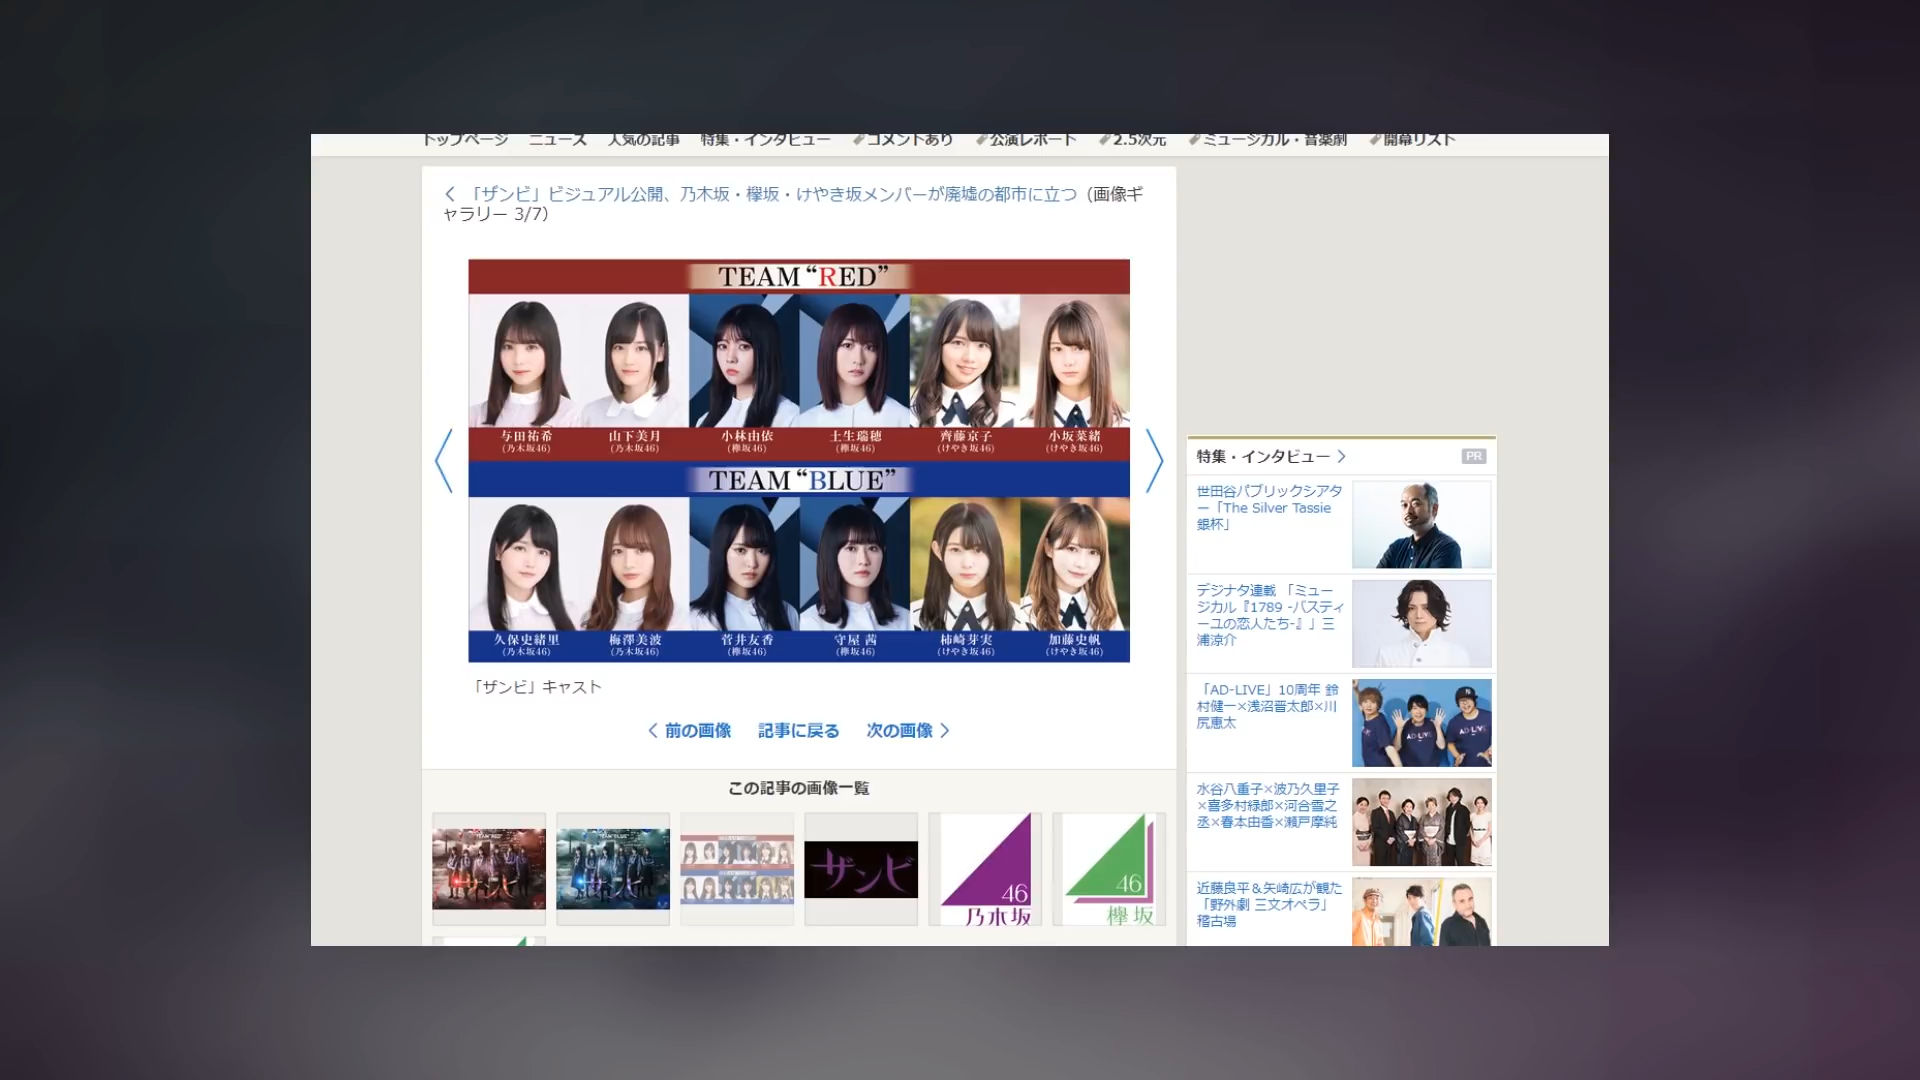 トップページ ニュース 人気の記事 特集・インタビュー コメントあり 公演レポート 2.5次元 ミュージカル・音楽劇 開幕リスト
「ザンビ」ビジュアル公開、乃木坂・欅坂・けやき坂メンバーが廃墟の都市に立つ（画像ギ
ャラリー 3/7）
TEAM “RED”
与田祐希 山下美月 小林由依 土生瑞穂 齊藤京子 小坂菜緒
(乃木坂46) (乃木坂46) (欅坂46) (欅坂46) (けやき坂46) (けやき坂46)
TEAM “BLUE”
久保史緒里 梅澤美波 菅井友香 守屋 茜 柿崎芽実 加藤史帆
(乃木坂46) (乃木坂46) (欅坂46) (欅坂46) (けやき坂46) (けやき坂46)
「ザンビ」キャスト
前の画像 記事に戻る 次の画像
この記事の画像一覧
ザンビ
46
乃木坂
46
欅坂
特集・インタビュー
PR
世田谷パブリックシアタ
ー「The Silver Tassie
銀杯」
デジナタ連載 「ミュー
ジカル『1789 -バスティ
ーユの恋人たち-』」三
浦涼介
「AD-LIVE」10周年 鈴
村健一×浅沼晋太郎×川
尻恵太
AD-LIVE
水谷八重子×波乃久里子
×喜多村緑郎×河合雪之
丞×春本由香×瀬戸摩純
近藤良平＆矢崎広が観た
「野外劇 三文オペラ」
稽古場